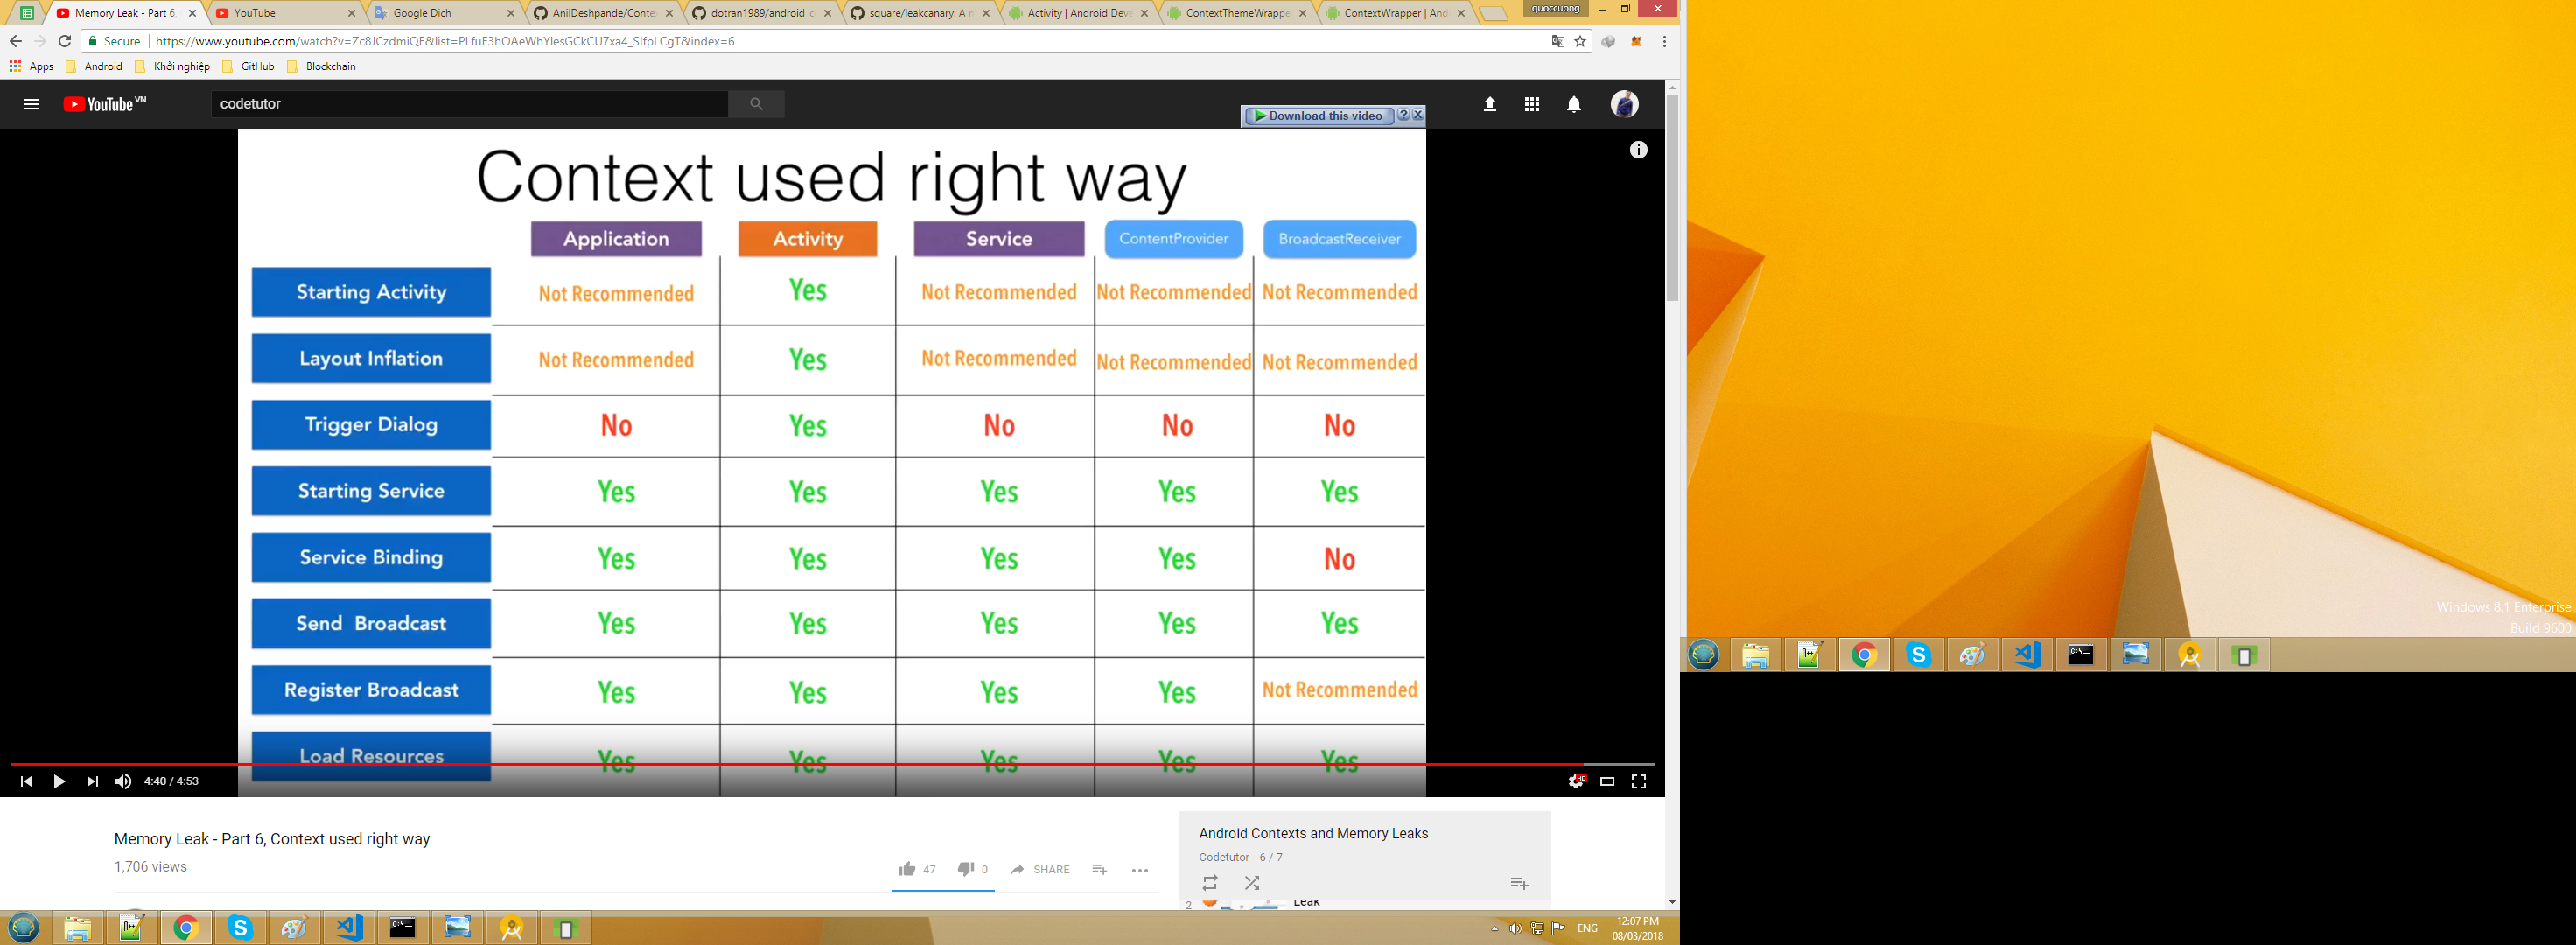 Memory Leak - Part 6,
YouTube
Google Dịch
AnilDeshpande/Conte
dotran1989/android_c
square/leakcanary: A m
Activity | Android Deve
ContextThemeWrappe
ContextWrapper | And
quoccuong
Secure
https://www.youtube.com/watch?v=Zc8JCzdmiQE&list=PLfuE3hOAeWhYlesGCkCU7xa4_SIfpLCgT&index=6
Apps
Android
Khởi nghiệp
GitHub
Blockchain
YouTube VN
codetutor
Download this video
Context used right way
Application Activity Service ContentProvider BroadcastReceiver
Starting Activity Not Recommended Yes Not Recommended Not Recommended Not Recommended
Layout Inflation Not Recommended Yes Not Recommended Not Recommended Not Recommended
Trigger Dialog No Yes No No No
Starting Service Yes Yes Yes Yes Yes
Service Binding Yes Yes Yes Yes No
Send Broadcast Yes Yes Yes Yes Yes
Register Broadcast Yes Yes Yes Yes Not Recommended
Load Resources Yes Yes Yes Yes Yes
4:40 / 4:53
HD
Memory Leak - Part 6, Context used right way
1,706 views
47
0
SHARE
Android Contexts and Memory Leaks
Codetutor - 6 / 7
2
Leak
ENG
12:07 PM
08/03/2018
Windows 8.1 Enterprise
Build 9600